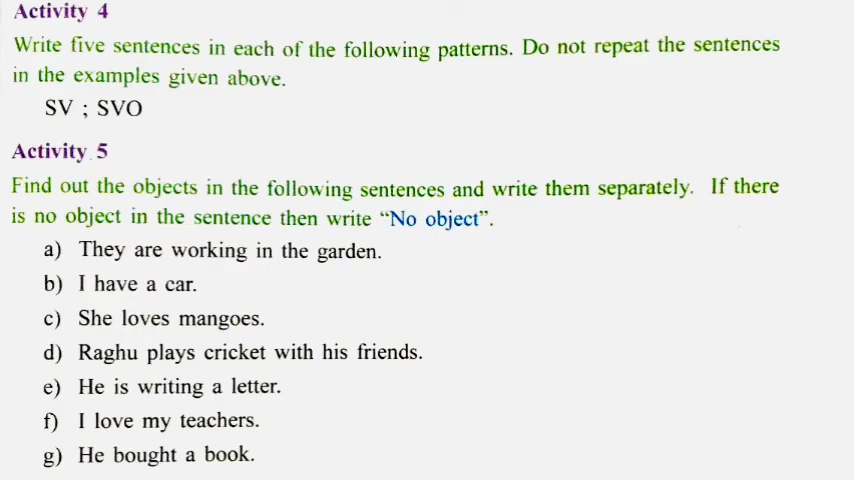 Activity 4
Write five sentences in each of the following patterns. Do not repeat the sentences
in the examples given above.
SV ; SVO
Activity 5
Find out the objects in the following sentences and write them separately. If there
is no object in the sentence then write “No object”.
a) They are working in the garden.
b) I have a car.
c) She loves mangoes.
d) Raghu plays cricket with his friends.
e) He is writing a letter.
f) I love my teachers.
g) He bought a book.